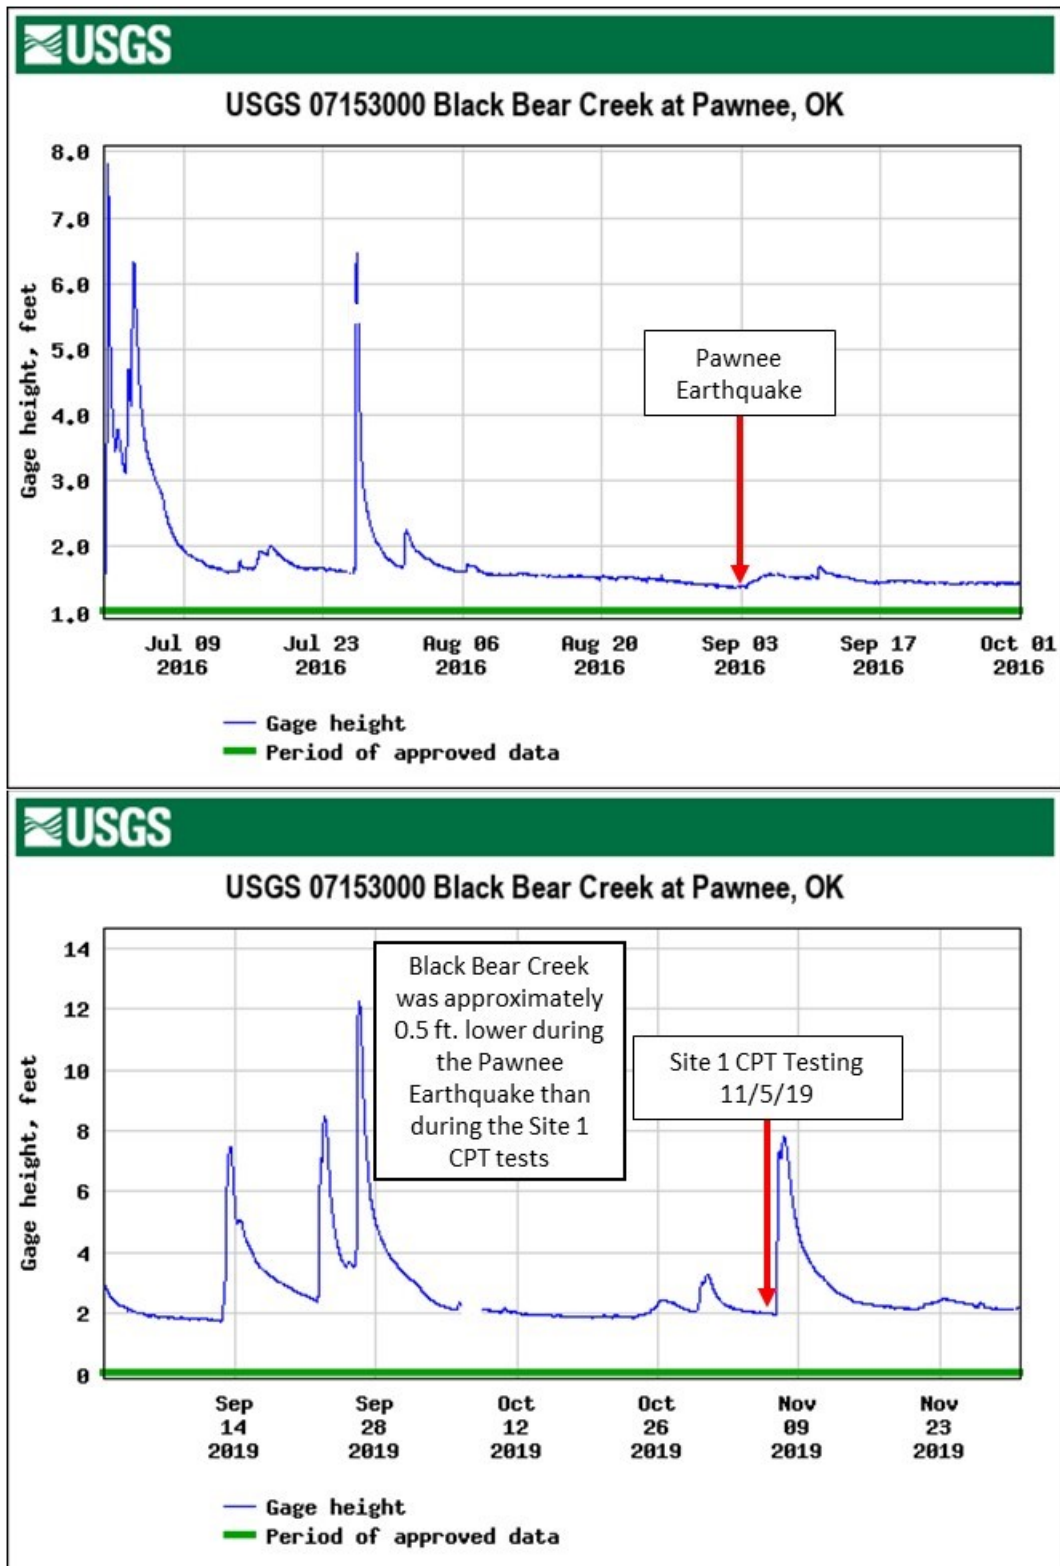 USGS
USGS 07153000 Black Bear Creek at Pawnee, OK
8.0
7.0
6.0
5.0
4.0
3.0
2.0
1.0
Gage height, feet
Pawnee
Earthquake
Jul 09 Jul 23 Aug 06 Aug 20 Sep 03 Sep 17 Oct 01
2016 2016 2016 2016 2016 2016 2016
Gage height
Period of approved data
USGS
USGS 07153000 Black Bear Creek at Pawnee, OK
14
12
10
8
6
4
2
0
Gage height, feet
Black Bear Creek
was approximately
0.5 ft. lower during
the Pawnee
Earthquake than
during the Site 1
CPT tests
Site 1 CPT Testing
11/5/19
Sep Sep Oct Oct Nov Nov
14 28 12 26 09 23
2019 2019 2019 2019 2019 2019
Gage height
Period of approved data